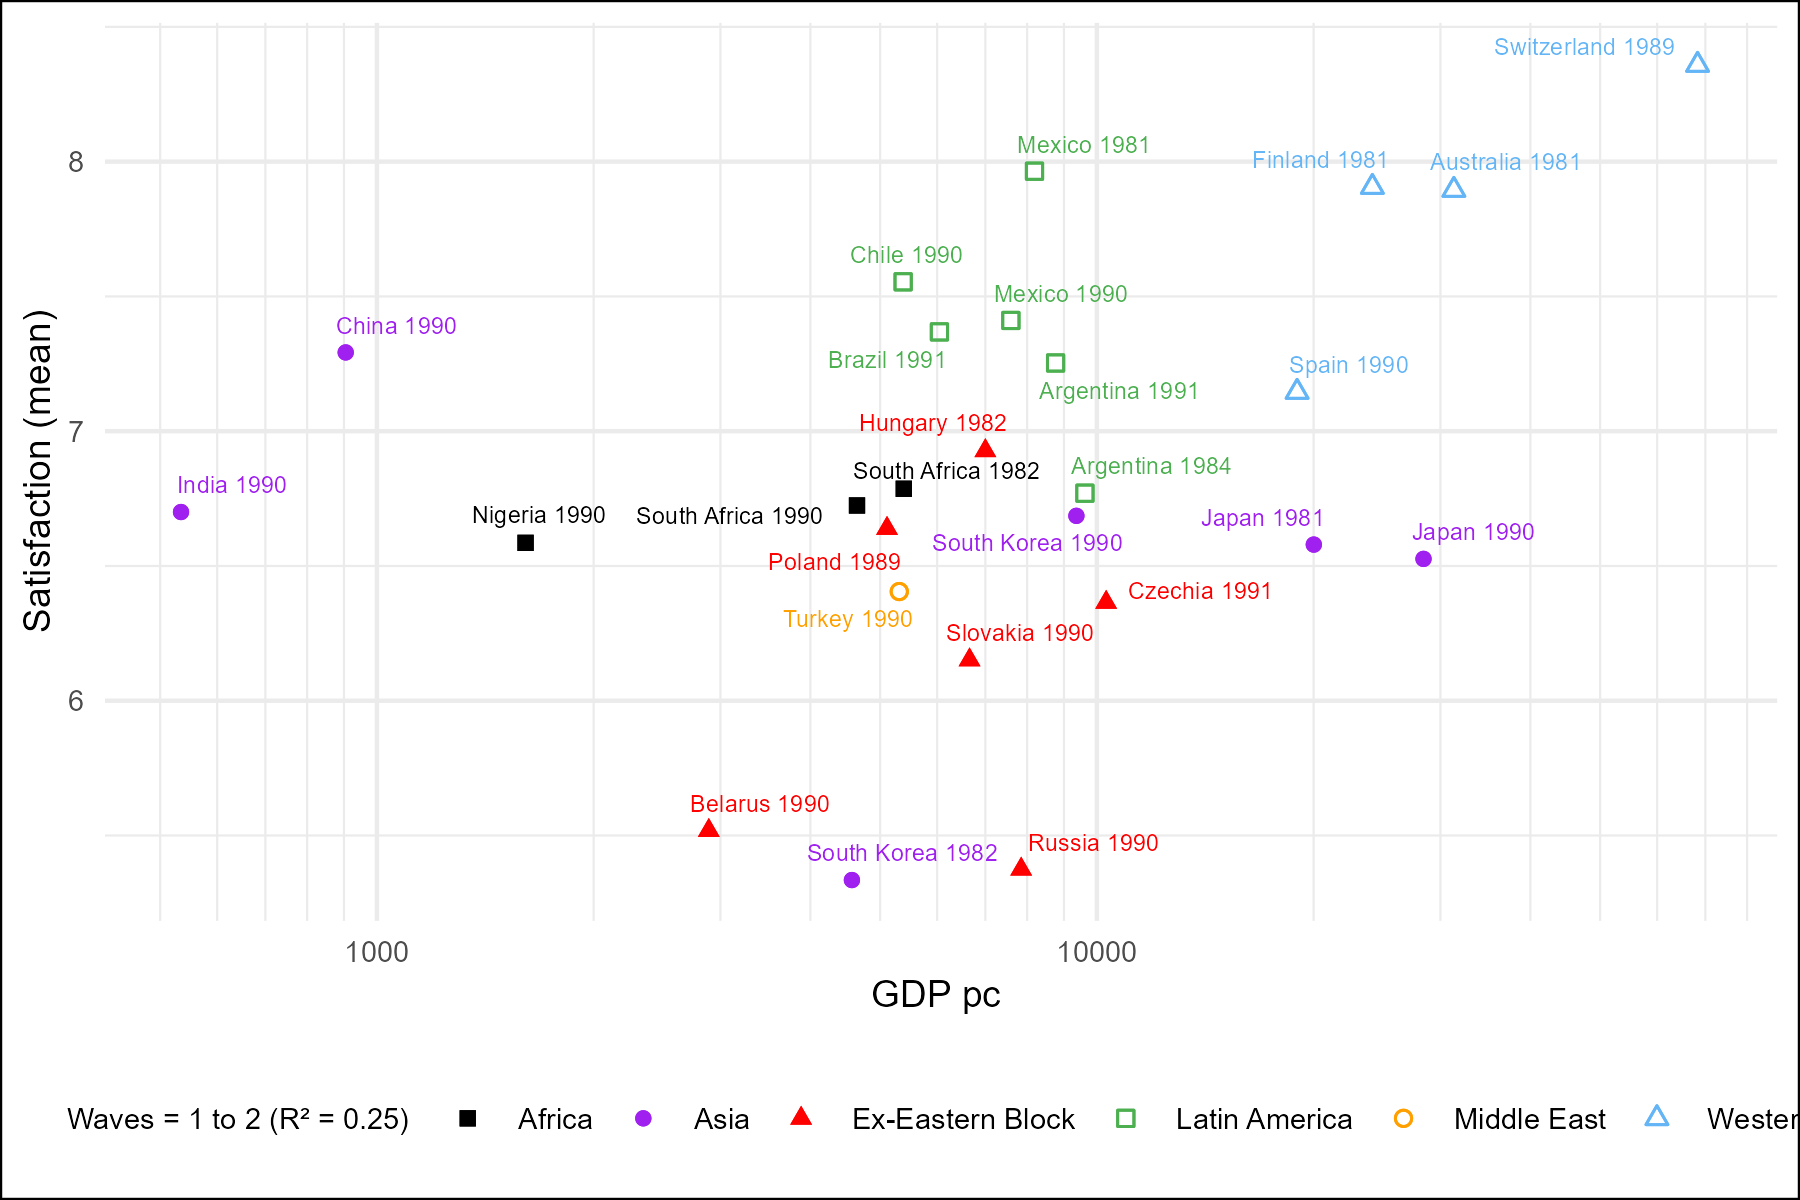 Switzerland 1989
Mexico 1981
8
Finland 1981
Australia 1981
Chile 1990
Mexico 1990
China 1990
Brazil 1991
Spain 1990
Argentina 1991
Hungary 1982
7
Argentina 1984
South Africa 1982
India 1990
Nigeria 1990
South Africa 1990
Japan 1981
Japan 1990
South Korea 1990
Poland 1989
Czechia 1991
Turkey 1990
Slovakia 1990
6
Belarus 1990
Russia 1990
South Korea 1982
Satisfaction (mean)
1000
10000
GDP pc
Waves = 1 to 2 (R² = 0.25) Africa Asia Ex-Eastern Block Latin America Middle East Wester